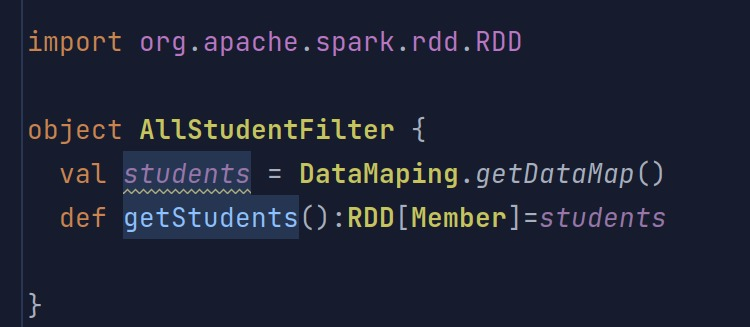 import org.apache.spark.rdd.RDD
object AllStudentFilter {
val students = DataMaping.getDataMap()
def getStudents():RDD[Member]=students
}